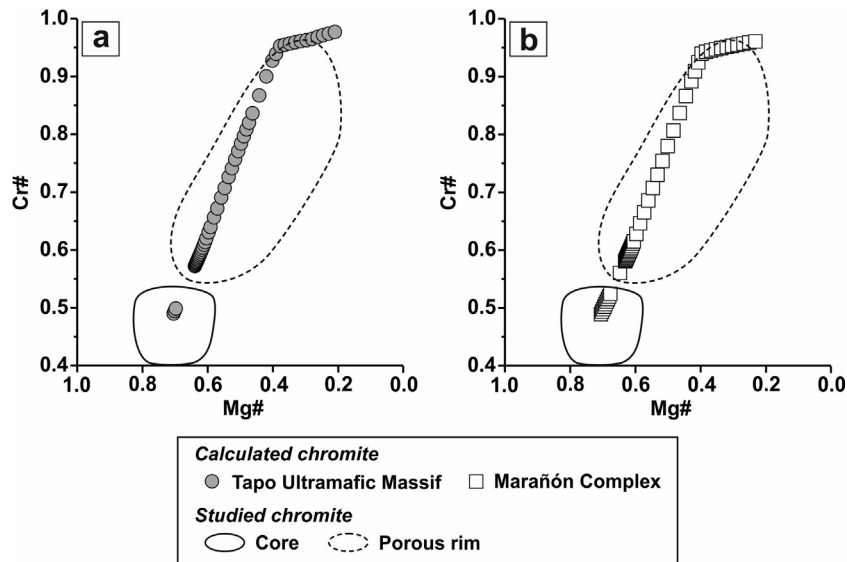 a
1.0
0.9
0.8
0.7
0.6
0.5
0.4
Cr#
1.0 0.8 0.6 0.4 0.2 0.0
Mg#
b
1.0
0.9
0.8
0.7
0.6
0.5
0.4
Cr#
1.0 0.8 0.6 0.4 0.2 0.0
Mg#
Calculated chromite
Tapo Ultramafic Massif Marañón Complex
Studied chromite
Core Porous rim